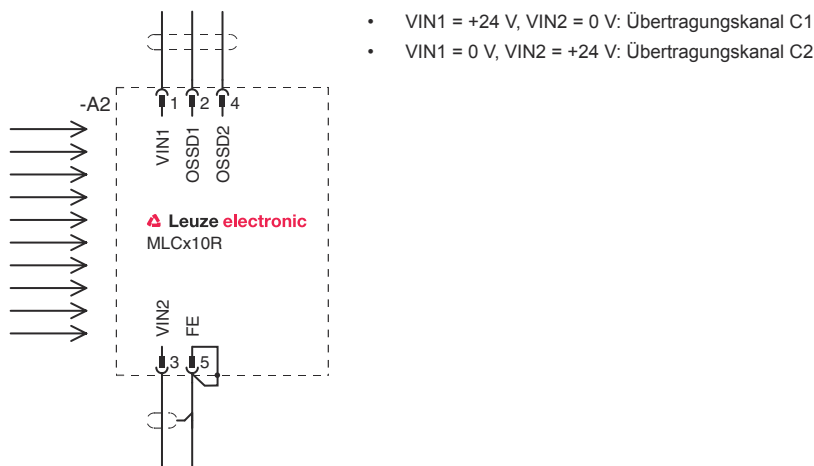 • VIN1 = +24 V, VIN2 = 0 V: Übertragungskanal C1
• VIN1 = 0 V, VIN2 = +24 V: Übertragungskanal C2
-A2
1 2 4
VIN1
OSSD1
OSSD2
Leuze electronic
MLCx10R
VIN2
FE
3 5